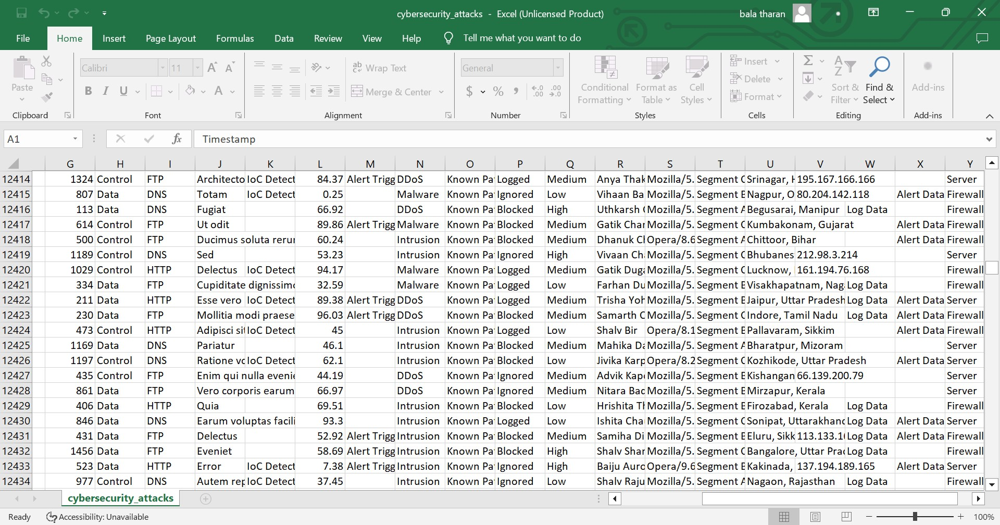 cybersecurity_attacks - Excel (Unlicensed Product) bala tharan
File Home Insert Page Layout Formulas Data Review View Help Tell me what you want to do
Paste
Clipboard
Calibri 11
B I U
Font
Wrap Text
Merge & Center
Alignment
General
$ % ,
Number
Conditional Formatting
Format as Table
Cell Styles
Styles
Insert
Delete
Format
Cells
Sort & Filter
Find & Select
Editing
Add-ins
Add-ins
A1 fx Timestamp
G H I J K L M N O P Q R S T U V W X Y
12414 1324 Control FTP Architecto IoC Detect 84.37 Alert Trigg DDoS Known Pa Logged Medium Anya Thak Mozilla/5. Segment C Srinagar, 195.167.166.166 Server
12415 807 Data DNS Totam IoC Detect 0.25 Malware Known Pa Ignored Low Vihaan Ba Mozilla/5. Segment B Nagpur, O 80.204.142.118 Alert Data Firewall
12416 113 Data DNS Fugiat 66.92 DDoS Known Pa Blocked High Uthkarsh Mozilla/5. Segment A Begusarai, Manipur Log Data Firewall
12417 614 Control FTP Ut odit 89.86 Alert Trigg Malware Known Pa Blocked Medium Gatik Char Mozilla/5. Segment C Kumbakonam, Gujarat Alert Data Firewall
12418 500 Control FTP Ducimus soluta reru 60.24 Intrusion Known Pa Blocked Medium Dhanuk Ch Opera/8.6 Segment A Chittoor, Bihar Alert Data Firewall
12419 1189 Control DNS Sed 53.23 Intrusion Known Pa Ignored High Vivaan Cha Mozilla/5. Segment C Bhubanes 212.98.3.214 Server
12420 1029 Control HTTP Delectus IoC Detect 94.17 Malware Known Pa Logged Medium Gatik Duga Mozilla/5. Segment C Lucknow, 161.194.76.168 Firewall
12421 334 Data FTP Cupiditate dignissimo 32.59 Malware Known Pa Logged Low Farhan Du Mozilla/5. Segment B Visakhapatnam, Naga Log Data Firewall
12422 211 Data HTTP Esse vero IoC Detect 89.38 Alert Trigg DDoS Known Pa Logged Medium Trisha Yoh Mozilla/5. Segment B Jaipur, Uttar Pradesh Log Data Alert Data Server
12423 230 Data FTP Mollitia modi praese 96.03 Alert Trigg DDoS Known Pa Blocked Medium Samarth C Mozilla/5. Segment C Indore, Tamil Nadu Log Data Alert Data Firewall
12424 473 Control HTTP Adipisci sit IoC Detect 45 Intrusion Known Pa Logged Low Shalv Bir Opera/8.1 Segment B Pallavaram, Sikkim Alert Data Firewall
12425 1169 Data DNS Pariatur 46.1 Intrusion Known Pa Blocked Medium Mahika Da Mozilla/5. Segment A Bharatpur, Mizoram Server
12426 1197 Control DNS Ratione vo IoC Detect 62.1 Intrusion Known Pa Blocked Low Jivika Karp Opera/8.2 Segment C Kozhikode, Uttar Pradesh Alert Data Server
12427 435 Control FTP Enim qui nulla evenie 44.19 DDoS Known Pa Ignored Medium Advik Kapo Mozilla/5. Segment B Kishangan 66.139.200.79 Server
12428 861 Data FTP Vero corporis earum 66.97 DDoS Known Pa Ignored Medium Nitara Bad Mozilla/5. Segment B Mirzapur, Kerala Server
12429 406 Data HTTP Quia 69.51 Intrusion Known Pa Blocked Low Hrishita Th Mozilla/5. Segment B Firozabad, Kerala Log Data Firewall
12430 846 Data DNS Earum voluptas facili 93.3 Intrusion Known Pa Logged Low Ishita Cha Mozilla/5. Segment C Sonipat, Uttarakhand Log Data Alert Data Server
12431 431 Data FTP Delectus 52.92 Alert Trigg Intrusion Known Pa Blocked Medium Samiha Di Mozilla/5. Segment B Eluru, Sikk 113.133.16 Log Data Alert Data Firewall
12432 1456 Data FTP Eveniet 58.69 Alert Trigg Intrusion Known Pa Blocked High Shalv Shar Mozilla/5. Segment C Bangalore, Uttar Prad Log Data Firewall
12433 523 Data HTTP Error IoC Detect 7.38 Alert Trigg Intrusion Known Pa Ignored High Baiju Auro Opera/9.6 Segment B Kakinada, 137.194.189.165 Alert Data Server
12434 977 Control DNS Autem rep IoC Detect 37.45 Intrusion Known Pa Ignored Low Shalv Raju Mozilla/5. Segment A Nagaon, Rajasthan Log Data Firewall
cybersecurity_attacks
Ready Accessibility: Unavailable 100%